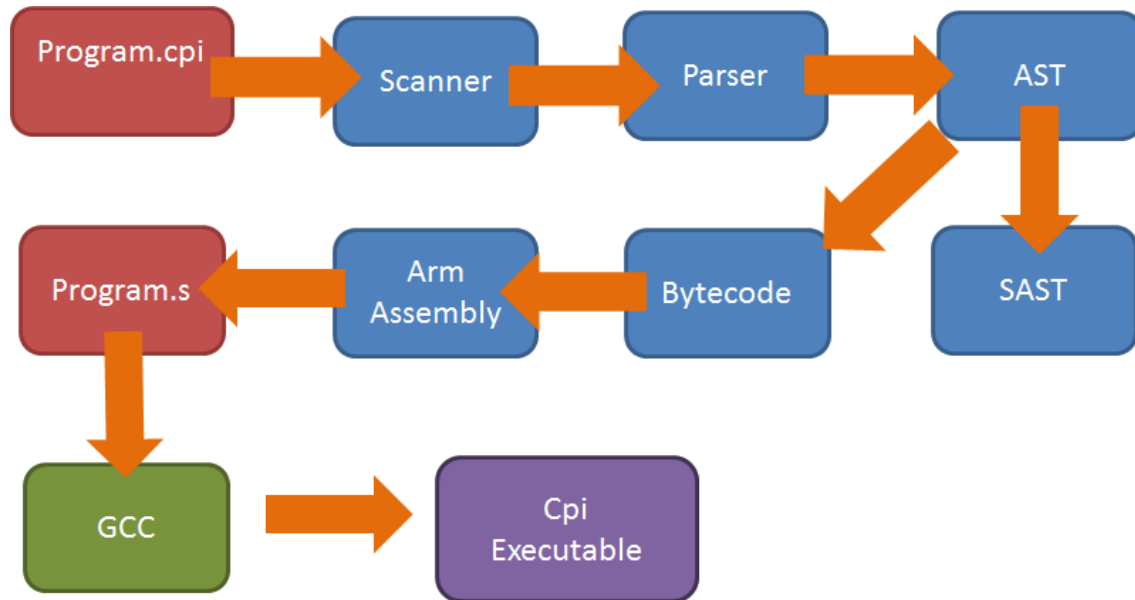 Program.cpi
Scanner
Parser
AST
Program.s
Arm
Assembly
Bytecode
SAST
GCC
Cpi
Executable